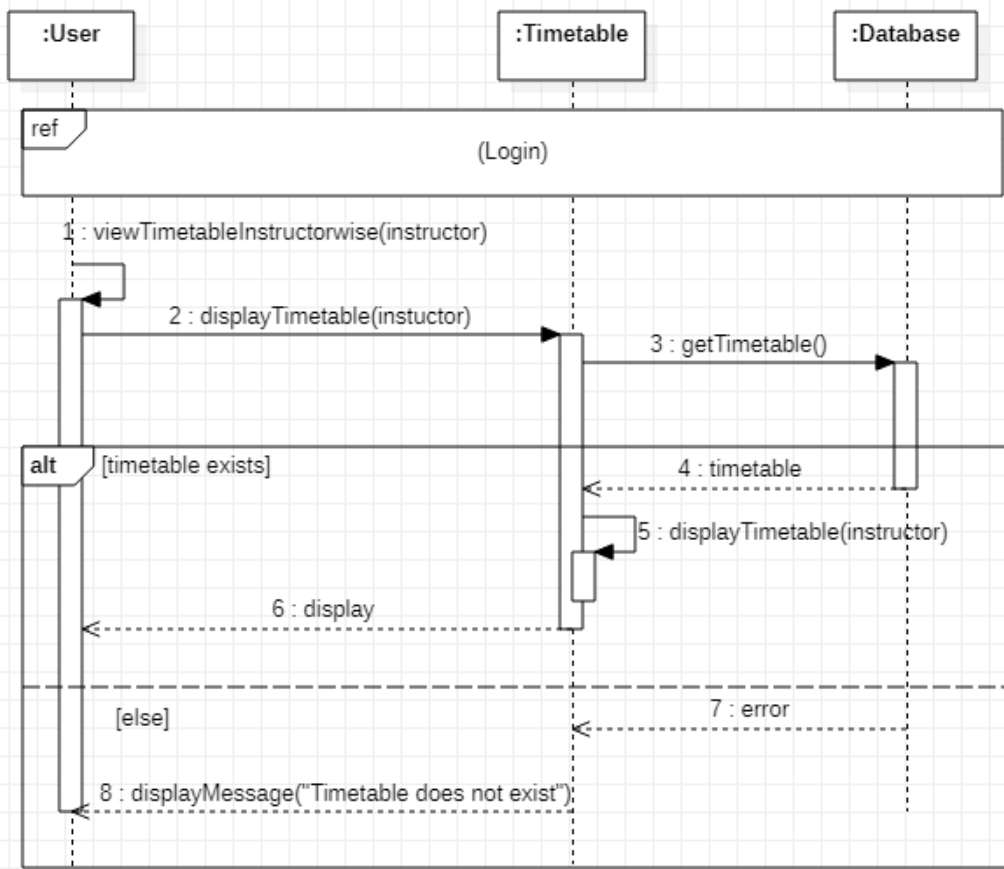 :User
:Timetable
:Database
ref
(Login)
1 : viewTimetableInstructorwise(instructor)
2 : displayTimetable(instuctor)
3 : getTimetable()
alt
[timetable exists]
4 : timetable
5 : displayTimetable(instructor)
6 : display
[else]
7 : error
8 : displayMessage("Timetable does not exist")